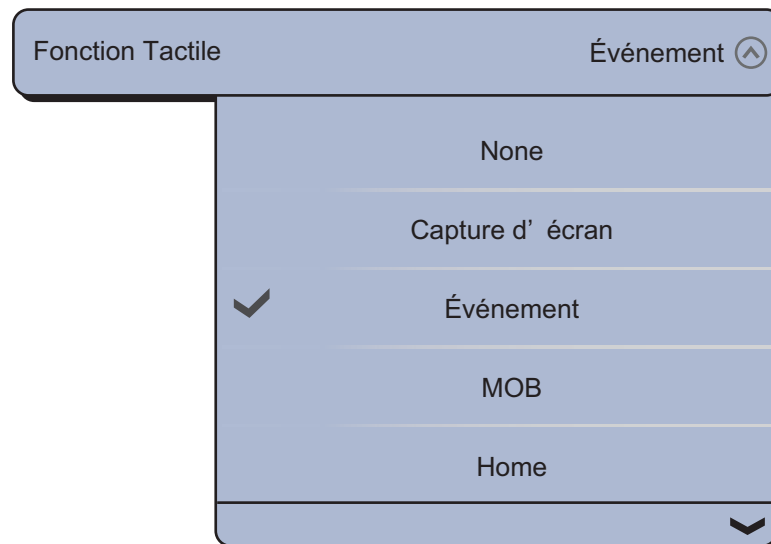 Fonction Tactile Événement
None
Capture d' écran
Événement
MOB
Home